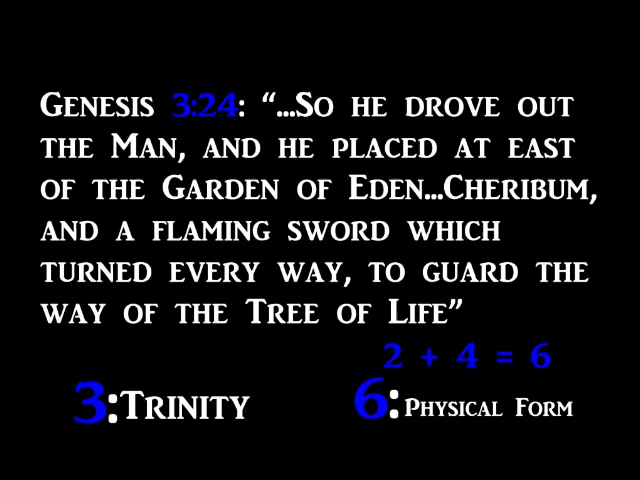 Genesis 3:24: “...So he drove out
the Man, and he placed at east
of the Garden of Eden...Cheribum,
and a flaming sword which
turned every way, to guard the
way of the Tree of Life”
2 + 4 = 6
3:Trinity
6:Physical Form